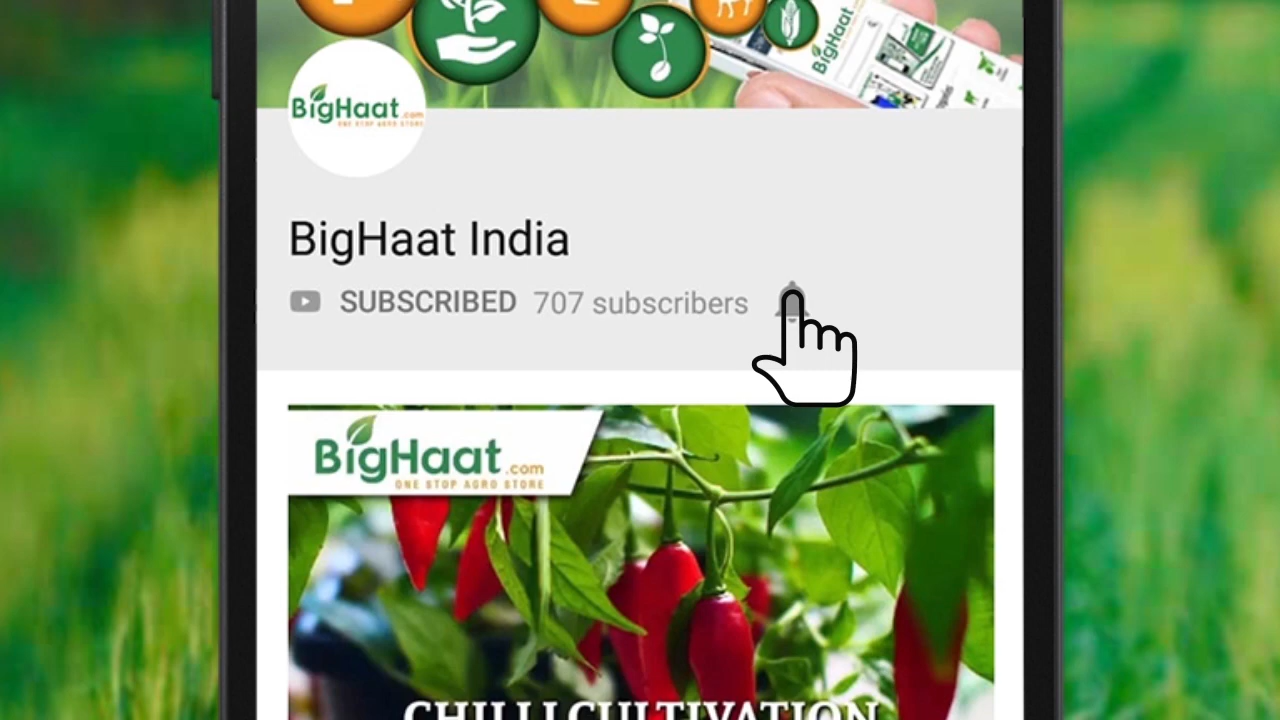 BigHaat
BigHaat.com
ONE STOP AGRO STORE
BigHaat India
SUBSCRIBED 707 subscribers
BigHaat.com
ONE STOP AGRO STORE
CHILLI CULTIVATION